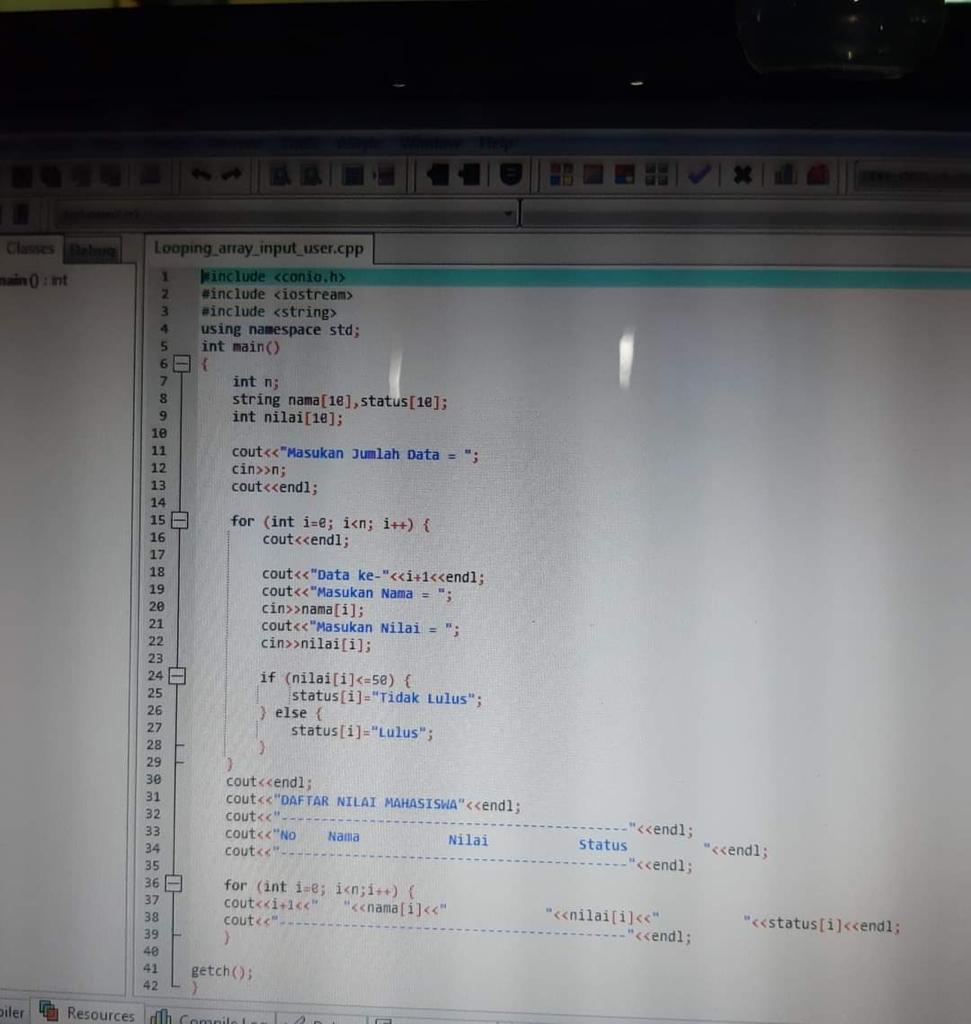 Window Help
Classes Debug
Looping_array_input_user.cpp
main() : int
1 #include <conio.h>
2 #include <iostream>
3 #include <string>
4 using namespace std;
5 int main()
6 {
7 int n;
8 string nama[10],status[10];
9 int nilai[10];
10
11 cout<<"Masukan Jumlah Data = ";
12 cin>>n;
13 cout<<endl;
14
15 for (int i=0; i<n; i++) {
16 cout<<endl;
17
18 cout<<"Data ke-"<<i+1<<endl;
19 cout<<"Masukan Nama = ";
20 cin>>nama[i];
21 cout<<"Masukan Nilai = ";
22 cin>>nilai[i];
23
24 if (nilai[i]<=50) {
25 status[i]="Tidak Lulus";
26 } else {
27 status[i]="Lulus";
28 }
29 }
30 cout<<endl;
31 cout<<"DAFTAR NILAI MAHASISWA"<<endl;
32 cout<<"---------------------------------------------"<<endl;
33 cout<<"No Nama Nilai Status "<<endl;
34 cout<<"---------------------------------------------"<<endl;
35
36 for (int i=0; i<n;i++) {
37 cout<<i+1<<" "<<nama[i]<<" "<<nilai[i]<<" "<<status[i]<<endl;
38 cout<<"---------------------------------------------"<<endl;
39 }
40
41 getch();
42 }
Resources